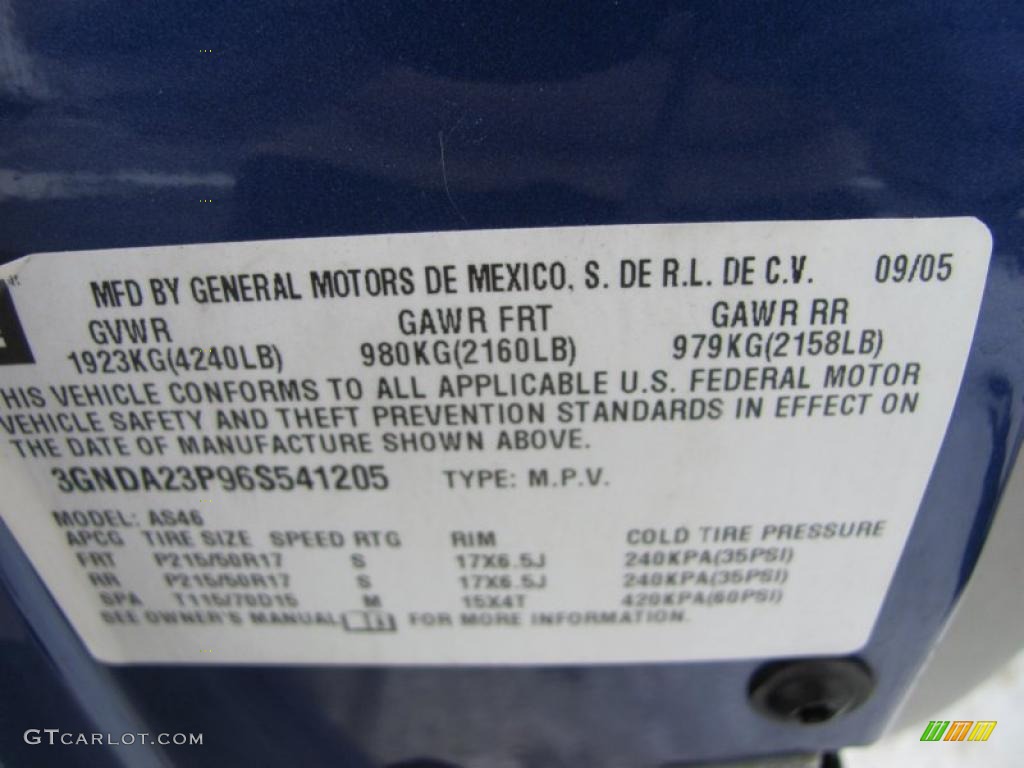 MFD BY GENERAL MOTORS DE MEXICO, S. DE R.L. DE C.V. 09/05
GVWR GAWR FRT GAWR RR
1923KG(4240LB) 980KG(2160LB) 979KG(2158LB)
HIS VEHICLE CONFORMS TO ALL APPLICABLE U.S. FEDERAL MOTOR
VEHICLE SAFETY AND THEFT PREVENTION STANDARDS IN EFFECT ON
THE DATE OF MANUFACTURE SHOWN ABOVE.
3GNDA23P96S541205 TYPE: M.P.V.
MODEL: AS46
APCG TIRE SIZE SPEED RTG RIM COLD TIRE PRESSURE
FRT P215/50R17 S 17X6.5J 240KPA(35PSI)
RR P215/50R17 S 17X6.5J 240KPA(35PSI)
SPA T115/70D15 M 15X4T 420KPA(60PSI)
SEE OWNER'S MANUAL FOR MORE INFORMATION.
GTCARLOT.COM